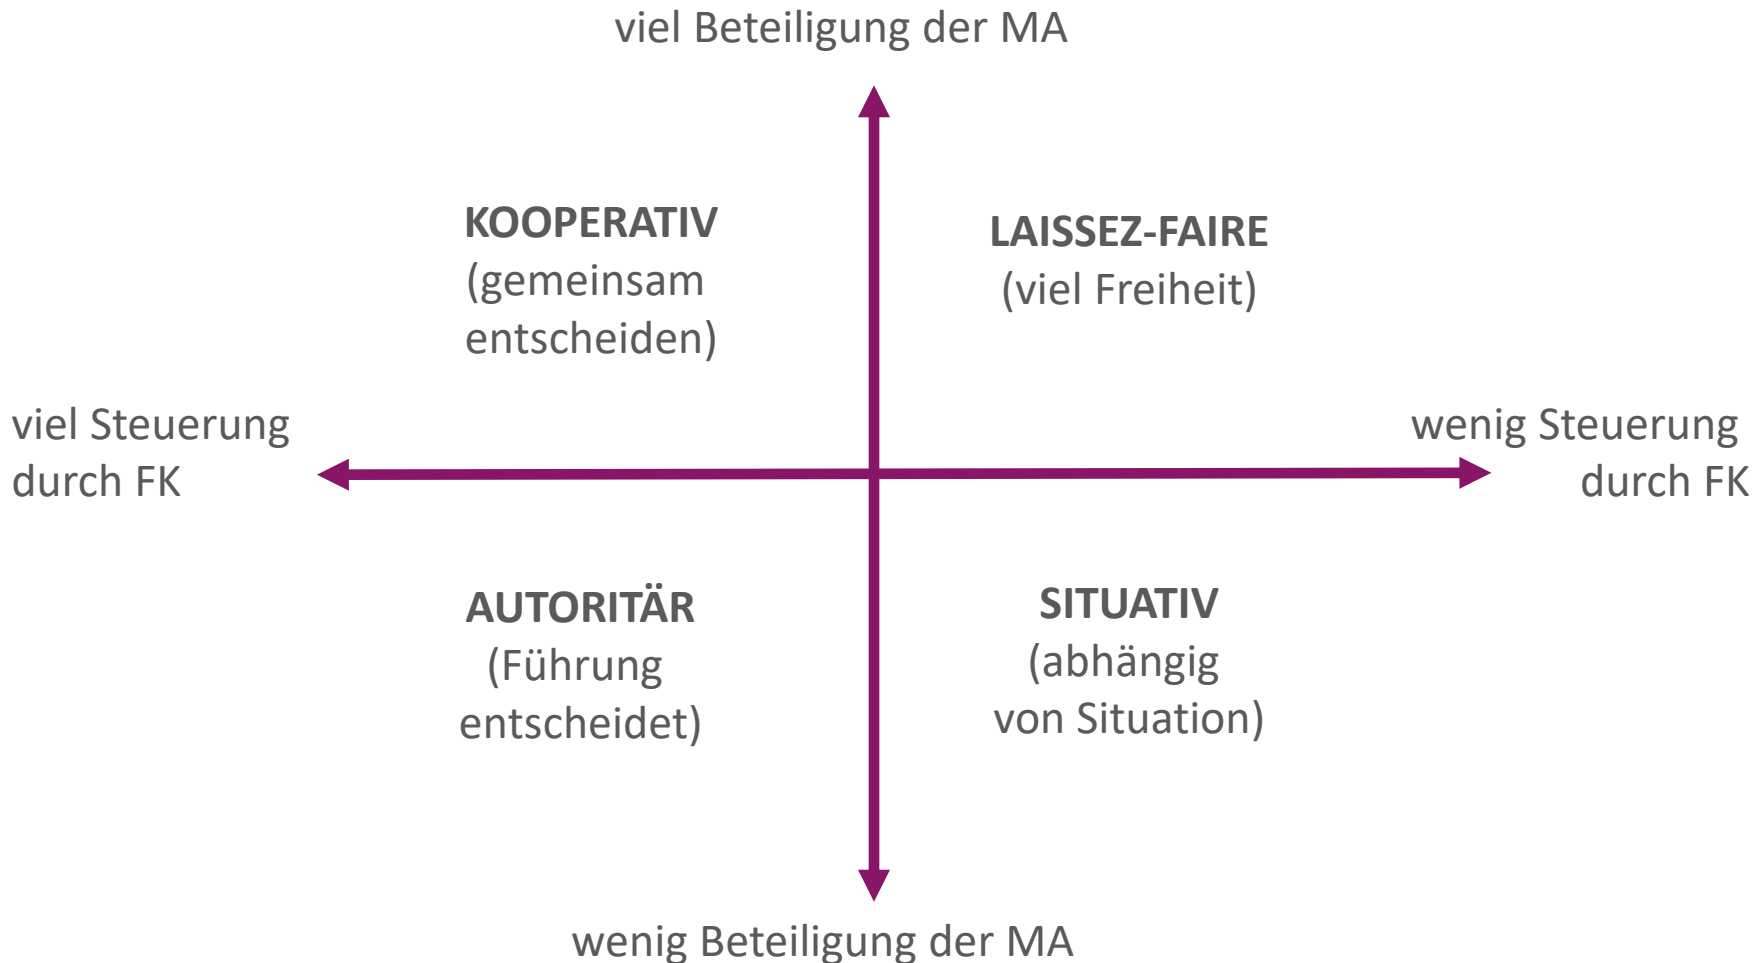 viel Beteiligung der MA
KOOPERATIV
(gemeinsam
entscheiden)
LAISSEZ-FAIRE
(viel Freiheit)
viel Steuerung
durch FK
wenig Steuerung
durch FK
AUTORITÄR
(Führung
entscheidet)
SITUATIV
(abhängig
von Situation)
wenig Beteiligung der MA